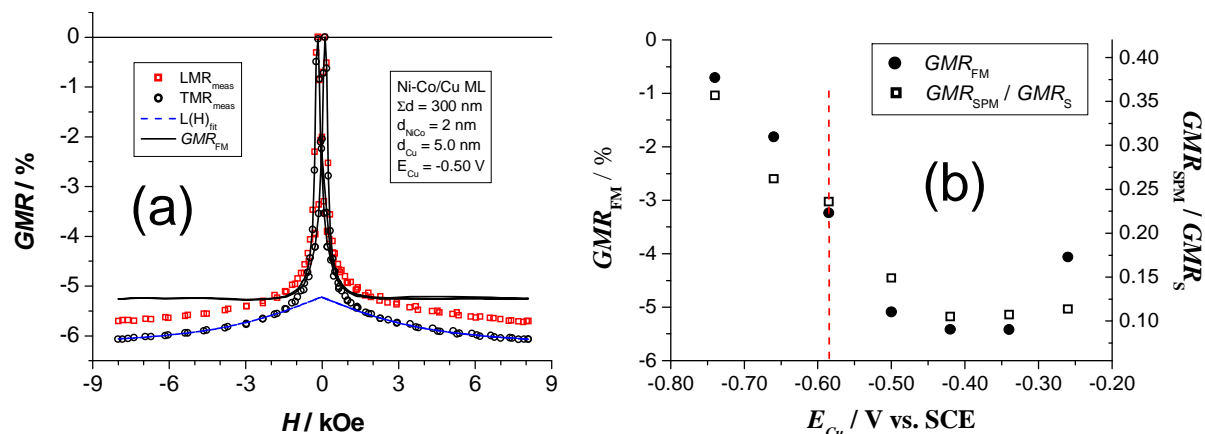 0
-1
-2
-3
-4
-5
-6
GMR / %
LMR_meas
TMR_meas
L(H)_fit
GMR_FM
Ni-Co/Cu ML
Σd = 300 nm
d_NiCo = 2 nm
d_Cu = 5.0 nm
E_Cu = -0.50 V
(a)
-9 -6 -3 0 3 6 9
H / kOe
0
-1
-2
-3
-4
-5
-6
GMR_FM / %
GMR_FM
GMR_SPM / GMR_S
(b)
0.40
0.35
0.30
0.25
0.20
0.15
0.10
GMR_SPM / GMR_S
-0.80 -0.70 -0.60 -0.50 -0.40 -0.30 -0.20
E_Cu / V vs. SCE